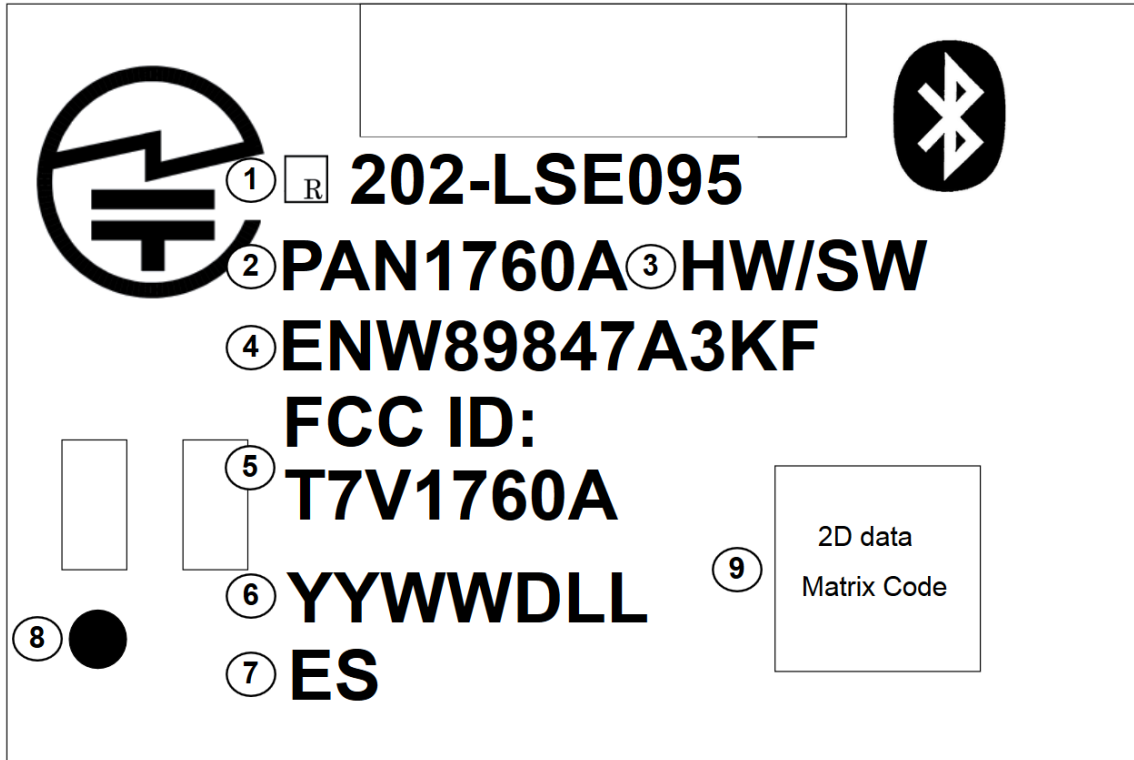 1 R 202-LSE095
2 PAN1760A 3 HW/SW
4 ENW89847A3KF
FCC ID:
5 T7V1760A
6 YYWWDLL
7 ES
8
9 2D data
Matrix Code